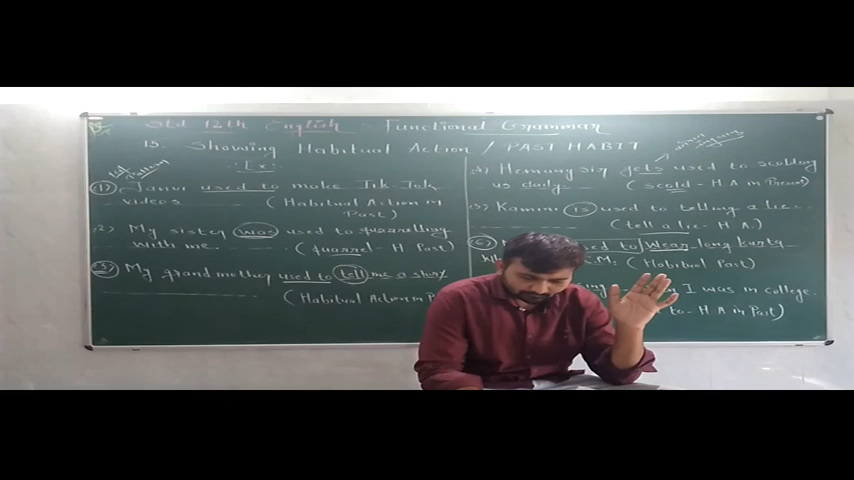 Std 12th English Functional Grammar
13. Showing Habitual Action / PAST HABIT
Ex:
(1) Janvi used to make Tik-Tok
videos (Habitual Action in
Past)
(2) My sister was used to quarrelling
with me. (quarrel - H Past)
(3) My grandmother used to tell me a story
(Habitual Action in P
(4) Hemang sir gets used to scolding
us daily. (scold - H A in Present)
(5) Kamini is used to telling a lie.
(tell a lie - H.A.)
(6) used to wear long kurta
(Habitual Past)
I was in college.
to - H A in Past)